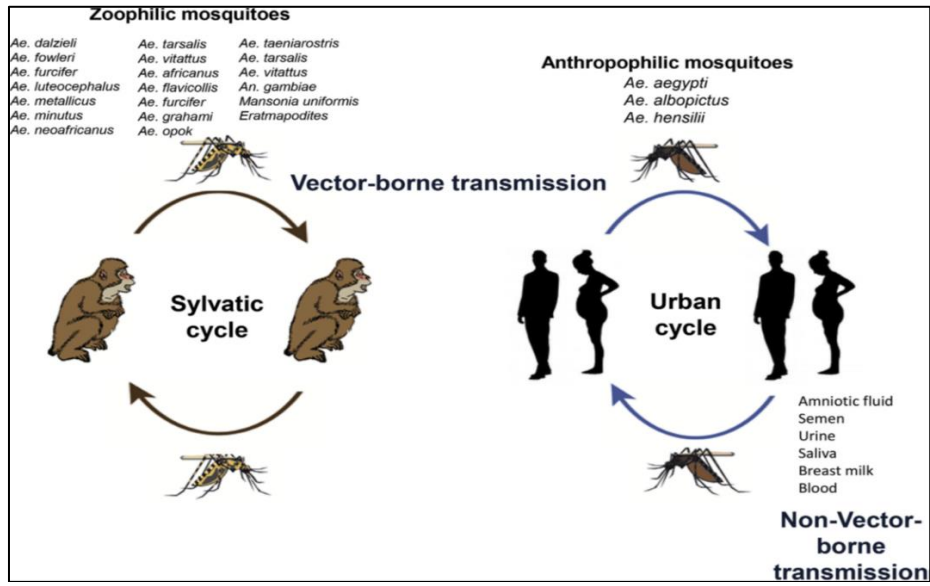 Zoophilic mosquitoes
Ae. dalzieli
Ae. fowleri
Ae. furcifer
Ae. luteocephalus
Ae. metallicus
Ae. minutus
Ae. neoafricanus
Ae. tarsalis
Ae. vitattus
Ae. africanus
Ae. flavicollis
Ae. furcifer
Ae. grahami
Ae. opok
Ae. taeniarostris
Ae. tarsalis
Ae. vitattus
An. gambiae
Mansonia uniformis
Eratmapodites
Anthropophilic mosquitoes
Ae. aegypti
Ae. albopictus
Ae. hensilii
Vector-borne transmission
Sylvatic
cycle
Urban
cycle
Amniotic fluid
Semen
Urine
Saliva
Breast milk
Blood
Non-Vector-
borne
transmission